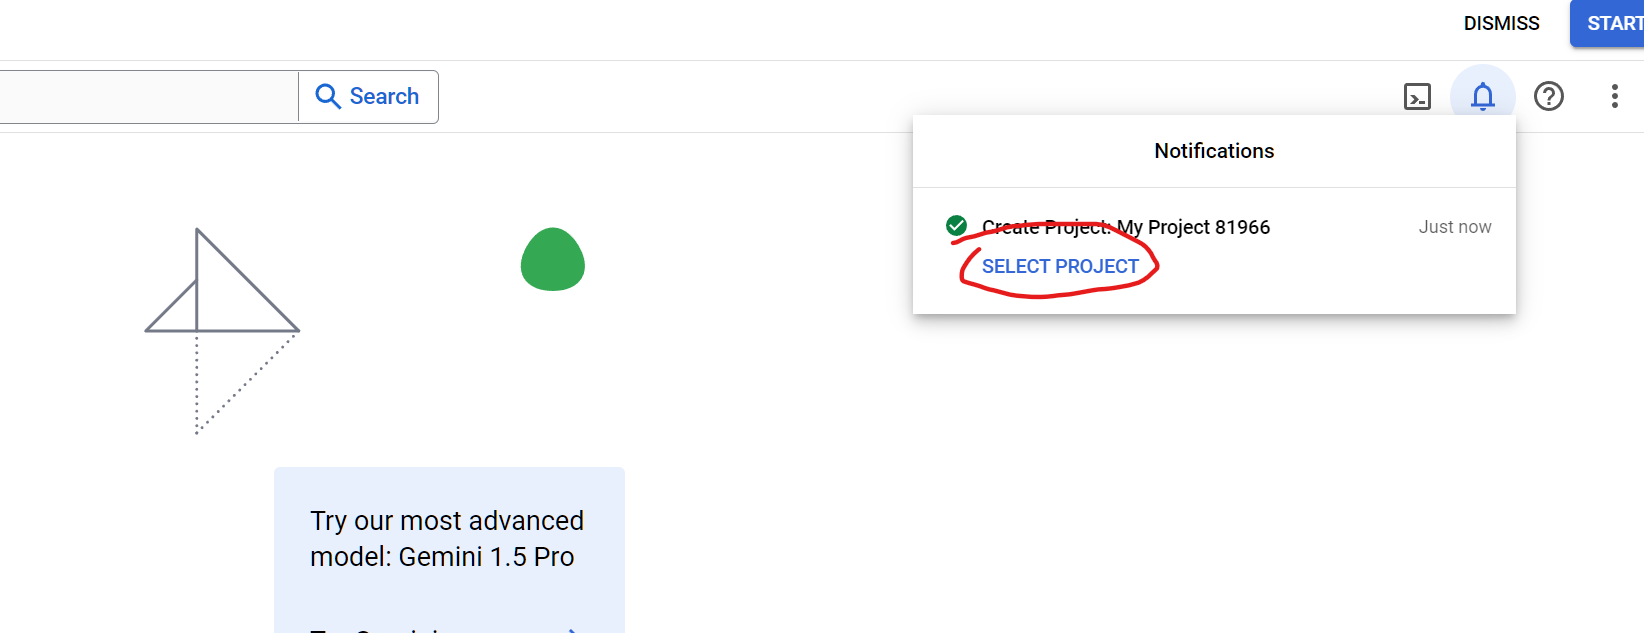 DISMISS
START
Search
Notifications
Create Project: My Project 81966
Just now
SELECT PROJECT
Try our most advanced
model: Gemini 1.5 Pro